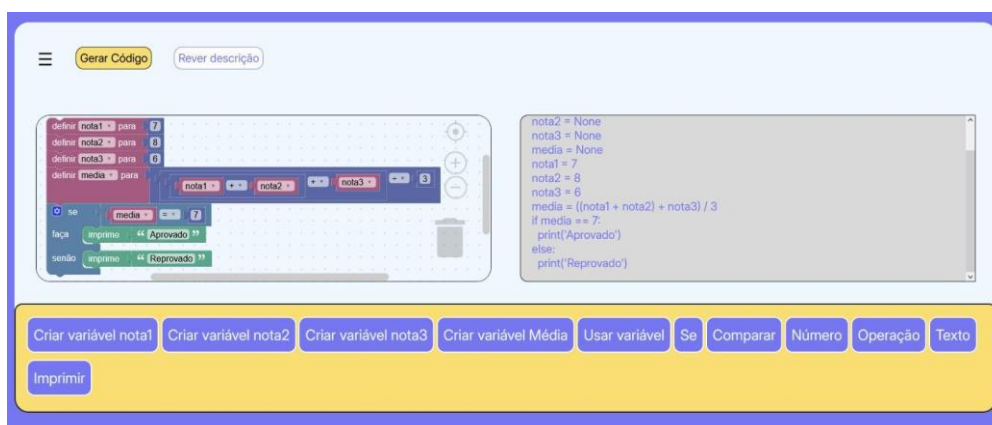 ☰ Gerar Código Rever descrição
definir nota1 para 7
definir nota2 para 8
definir nota3 para 6
definir media para nota1 + nota2 + nota3 ÷ 3
se media = 7
faça imprime “ Aprovado ”
senão imprime “ Reprovado ”
nota2 = None
nota3 = None
media = None
nota1 = 7
nota2 = 8
nota3 = 6
media = ((nota1 + nota2) + nota3) / 3
if media == 7:
print('Aprovado')
else:
print('Reprovado')
Criar variável nota1 Criar variável nota2 Criar variável nota3 Criar variável Média Usar variável Se Comparar Número Operação Texto
Imprimir